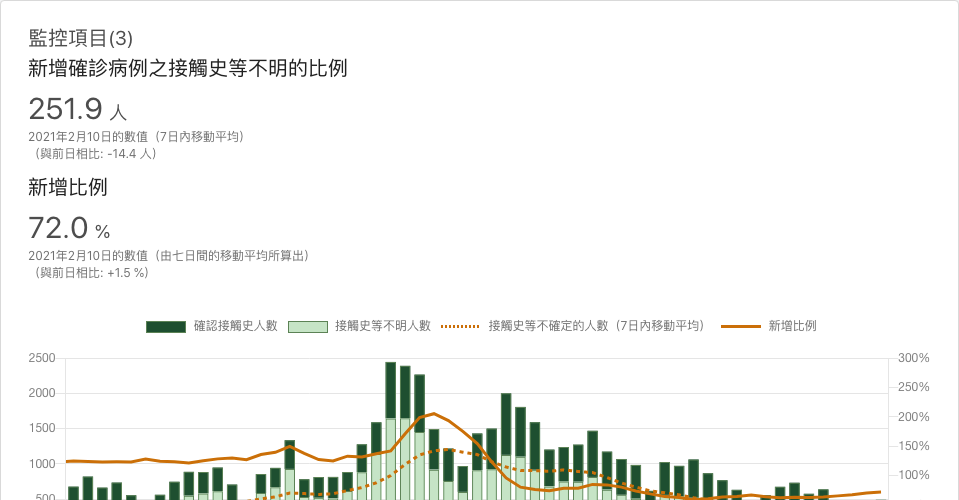 監控項目(3)
新增確診病例之接觸史等不明的比例
251.9 人
2021年2月10日的數值（7日內移動平均）
（與前日相比: -14.4 人）
新增比例
72.0 %
2021年2月10日的數值（由七日間的移動平均所算出）
（與前日相比: +1.5 %）
確認接觸史人數 接觸史等不明人數 接觸史等不確定的人數（7日內移動平均） 新增比例
2500 300%
250%
2000
200%
1500
150%
1000
100%
500